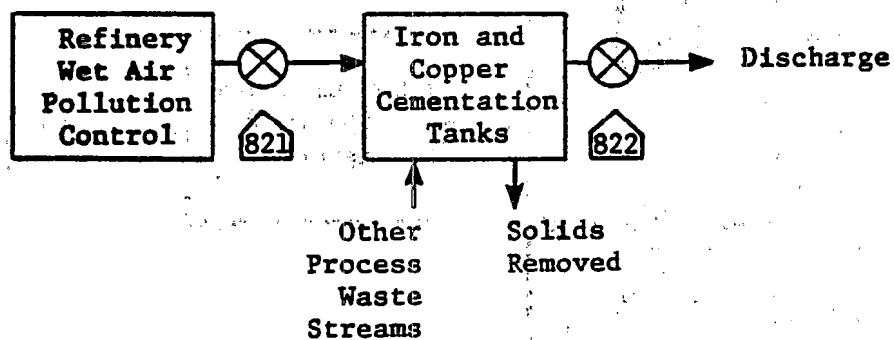 Refinery
Wet Air
Pollution
Control
821
Iron and
Copper
Cementation
Tanks
822
Discharge
Other
Process
Waste
Streams
Solids
Removed